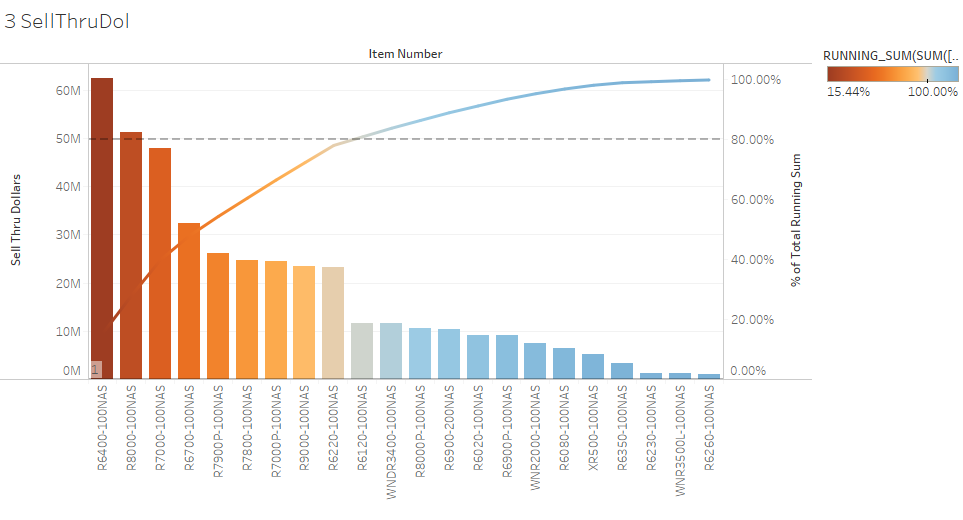 3 SellThruDol
Item Number
RUNNING_SUM(SUM([..
15.44%
100.00%
Sell Thru Dollars
60M
50M
40M
30M
20M
10M
0M
1
100.00%
80.00%
60.00%
40.00%
20.00%
0.00%
% of Total Running Sum
R6400-100NAS
R8000-100NAS
R7000-100NAS
R6700-100NAS
R7900P-100NAS
R7800-100NAS
R7000P-100NAS
R9000-100NAS
R6220-100NAS
R6120-100NAS
WNDR3400-100NAS
R8000P-100NAS
R6900-200NAS
R6020-100NAS
R6900P-100NAS
WNR2000-100NAS
R6080-100NAS
XR500-100NAS
R6350-100NAS
R6230-100NAS
WNR3500L-100NAS
R6260-100NAS